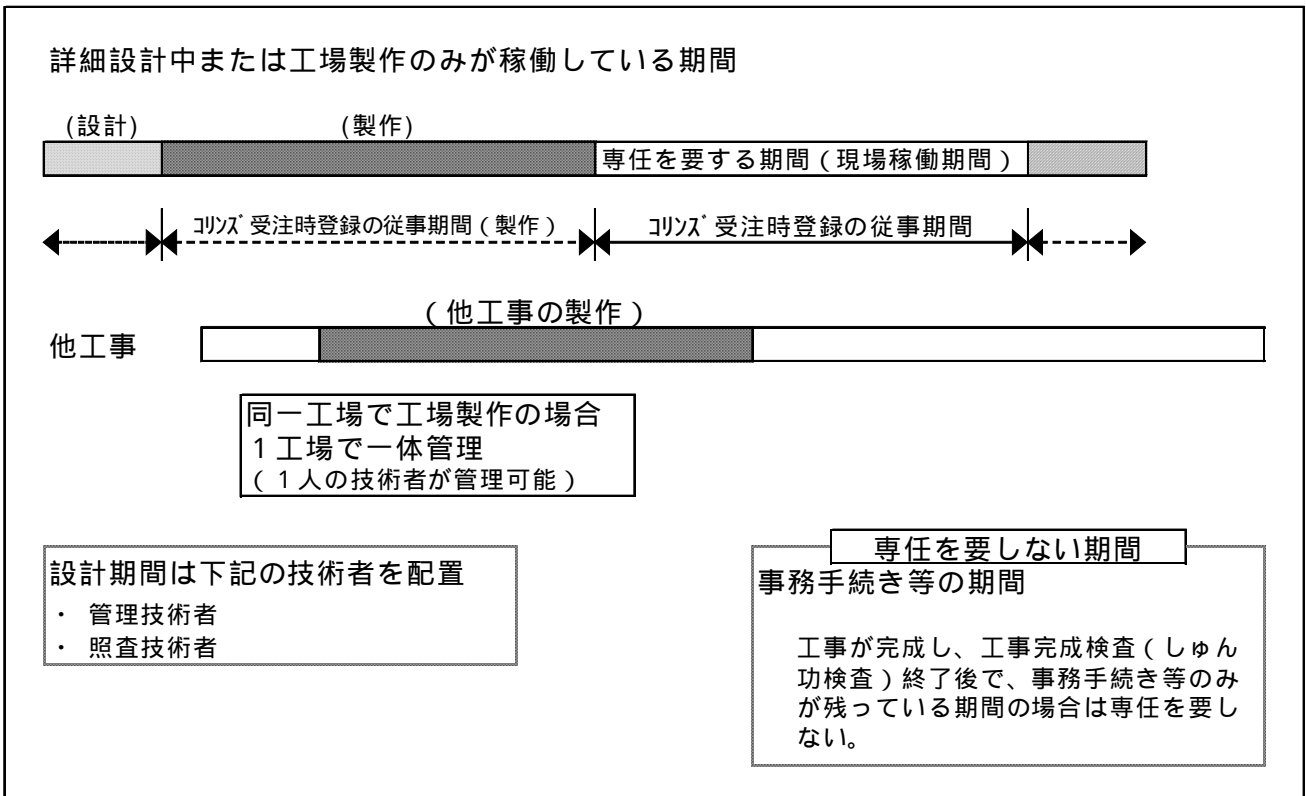 詳細設計中または工場製作のみが稼働している期間
(設計)
(製作)
専任を要する期間(現場稼働期間)
ｺﾘﾝｽﾞ受注時登録の従事期間(製作)
ｺﾘﾝｽﾞ受注時登録の従事期間
(他工事の製作)
他工事
同一工場で工場製作の場合
１工場で一体管理
(１人の技術者が管理可能)
設計期間は下記の技術者を配置
・ 管理技術者
・ 照査技術者
専任を要しない期間
事務手続き等の期間
工事が完成し、工事完成検査(しゅん
功検査)終了後で、事務手続き等のみ
が残っている期間の場合は専任を要し
ない。